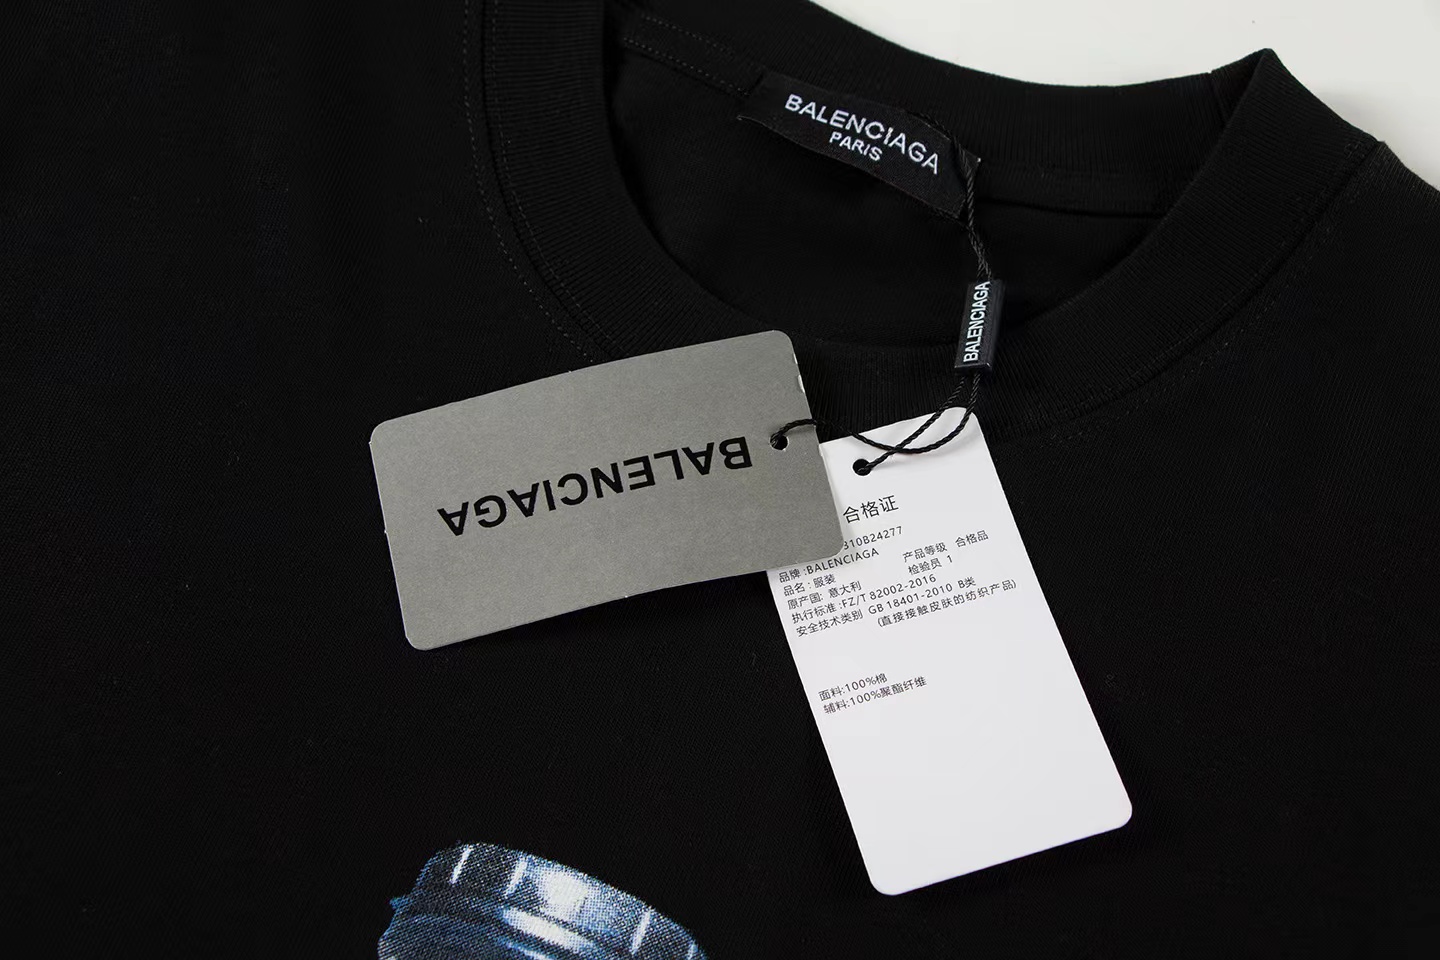 BALENCIAGA
PARIS
BALENCIAGA
BALENCIAGA
合格证
310B24277
品牌:BALENCIAGA 产品等级 合格品
品名:服装 检验员 1
原产国: 意大利
执行标准:FZ/T 82002-2016
安全技术类别 GB 18401-2010 B类
(直接接触皮肤的纺织产品)
面料:100%棉
辅料:100%聚酯纤维